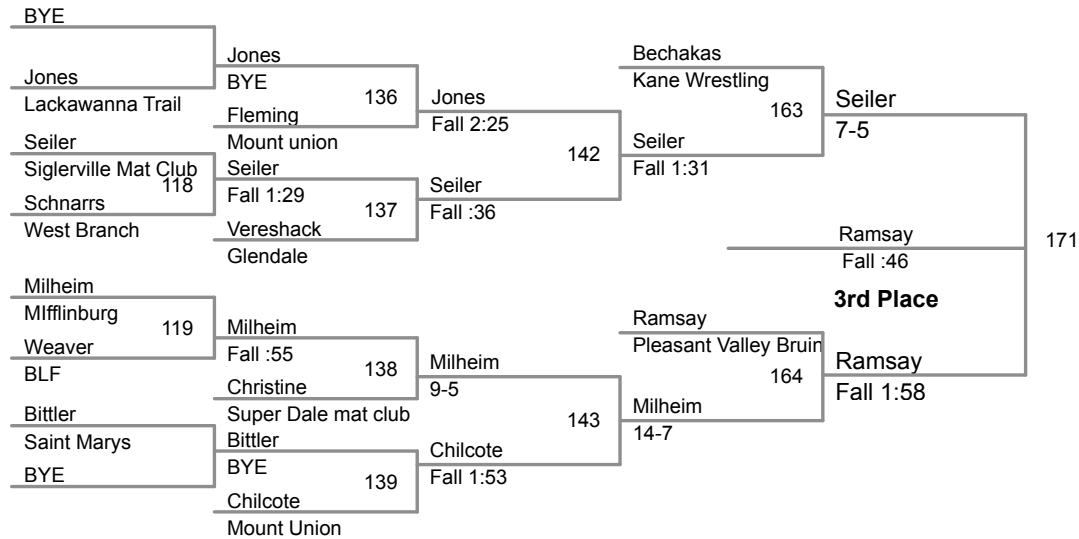 BYE
Jones
Lackawanna Trail
Seiler
Siglerville Mat Club
118
Schnarrs
West Branch
Milheim
MIfflinburg
119
Weaver
BLF
Bittler
Saint Marys
BYE
Jones
BYE
136
Fleming
Mount union
Seiler
Fall 1:29
137
Vereshack
Glendale
Milheim
Fall :55
138
Christine
Super Dale mat club
Bittler
BYE
139
Chilcote
Mount Union
Jones
Fall 2:25
142
Seiler
Fall :36
Milheim
9-5
143
Chilcote
Fall 1:53
Bechakas
Kane Wrestling
163
Seiler
Fall 1:31
Ramsay
Pleasant Valley Bruin
164
Milheim
14-7
Seiler
7-5
Ramsay
Fall :46
171
3rd Place
Ramsay
Fall 1:58